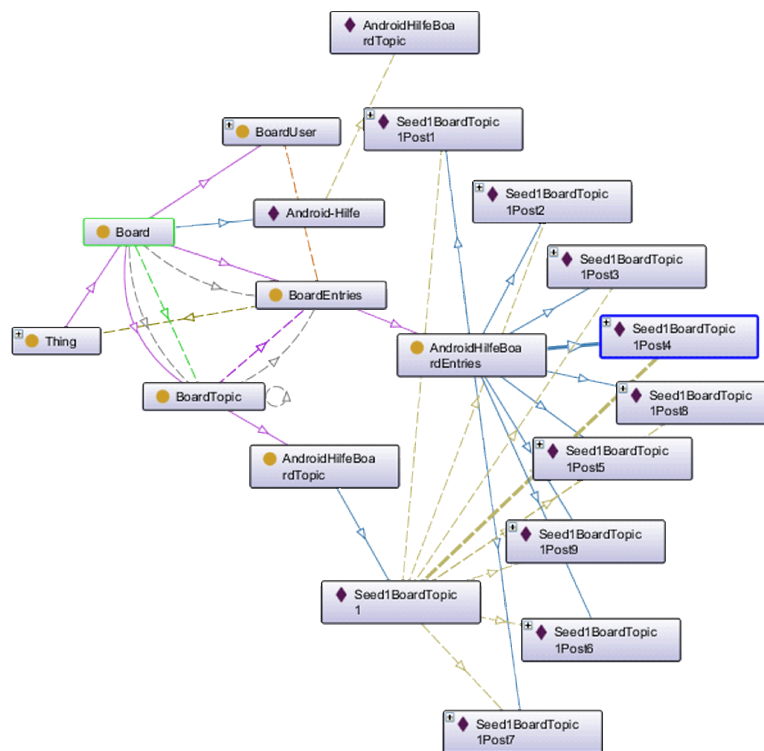 AndroidHilfeBoa
rdTopic
Seed1BoardTopic
1Post1
BoardUser
Seed1BoardTopic
1Post2
Android-Hilfe
Board
Seed1BoardTopic
1Post3
BoardEntries
Seed1BoardTopic
1Post4
Thing
AndroidHilfeBoa
rdEntries
BoardTopic
Seed1BoardTopic
1Post8
AndroidHilfeBoa
rdTopic
Seed1BoardTopic
1Post5
Seed1BoardTopic
1Post9
Seed1BoardTopic
1
Seed1BoardTopic
1Post6
Seed1BoardTopic
1Post7